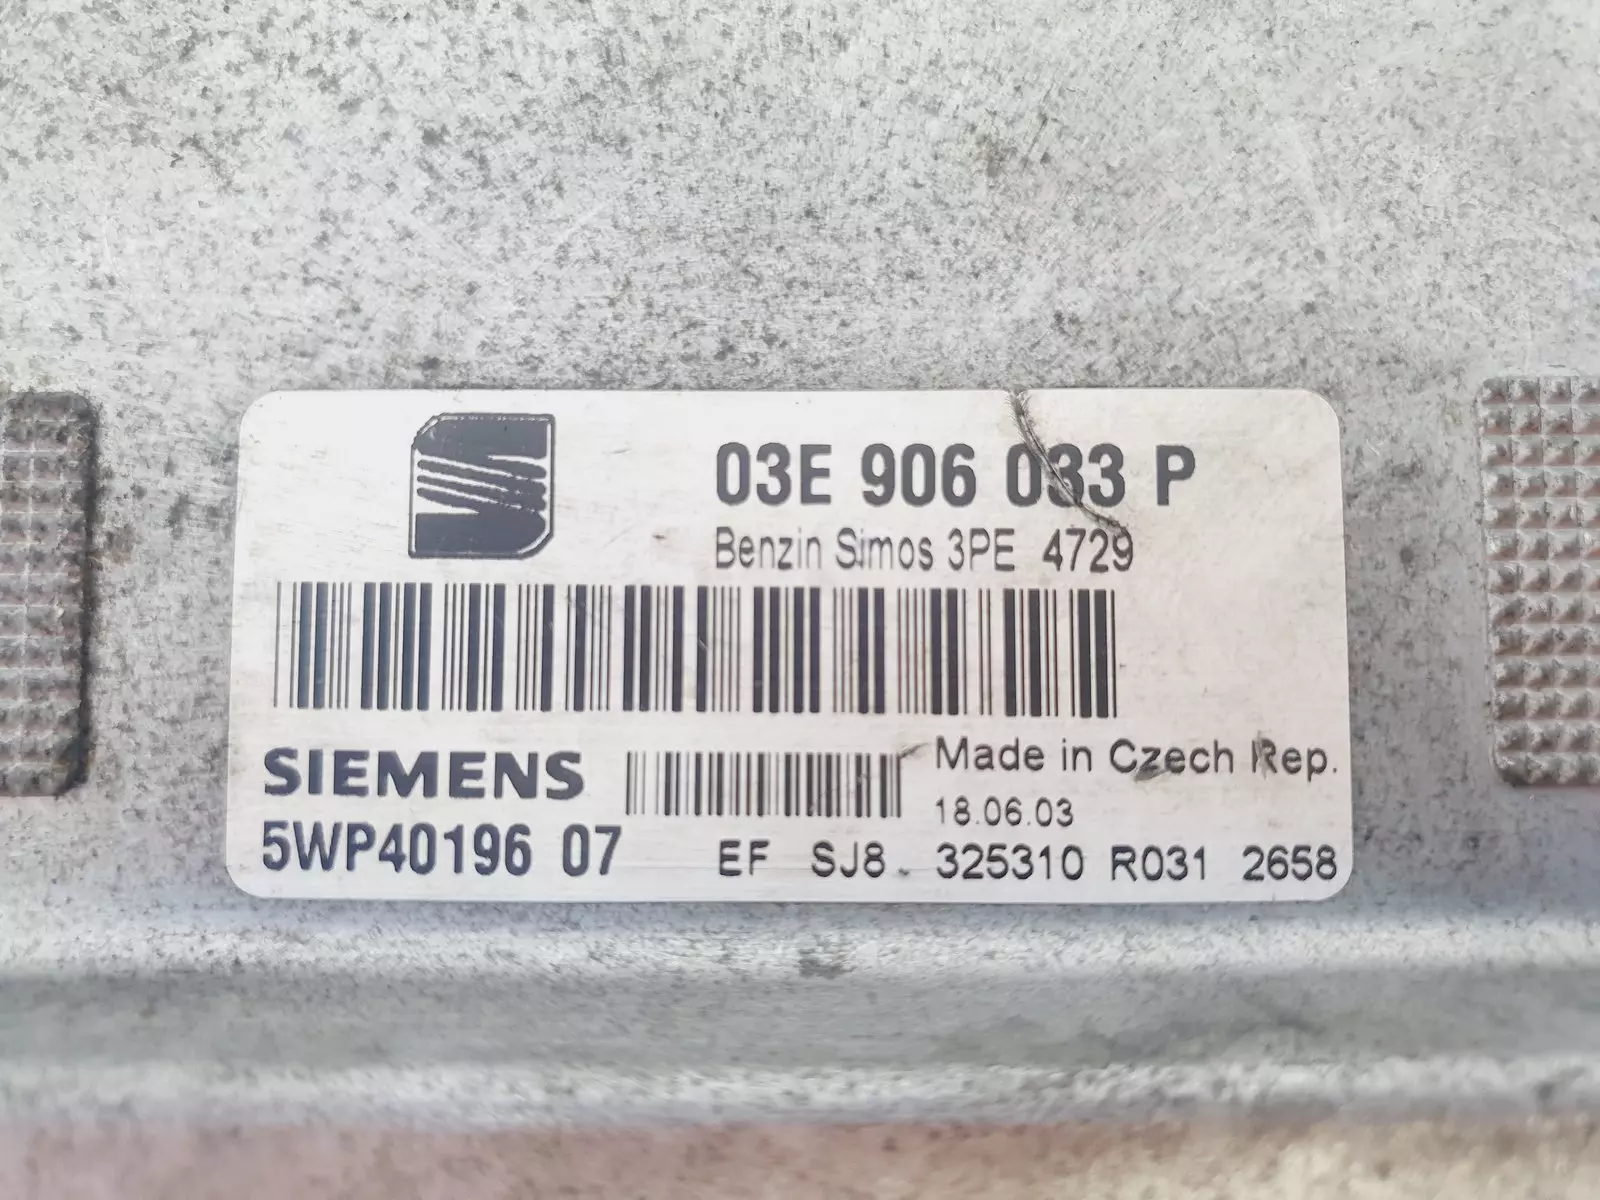 03E 906 033 P
Benzin Simos 3PE 4729
SIEMENS
Made in Czech Rep.
18.06.03
5WP40196 07
EF SJ8. 325310 R031 2658